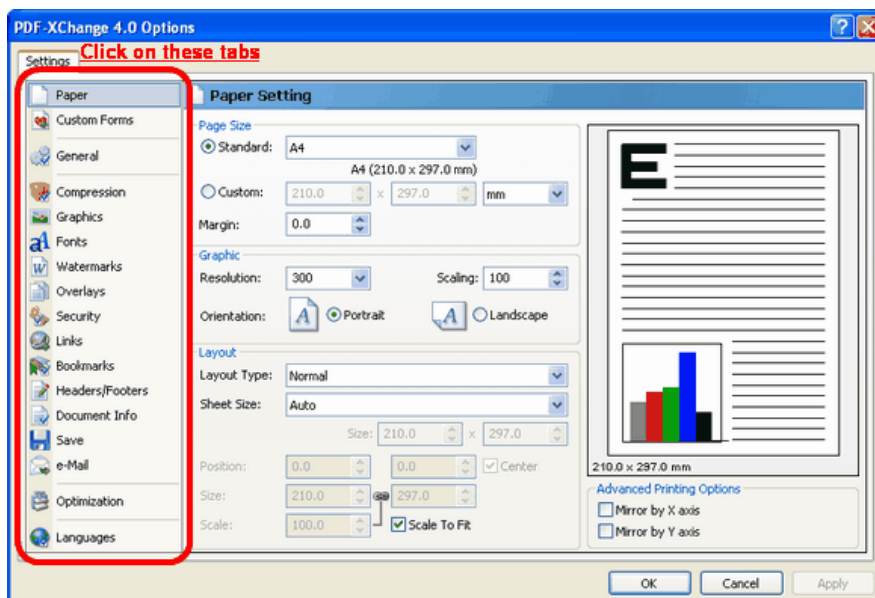 PDF-XChange 4.0 Options
Click on these tabs
Settings
Paper
Custom Forms
General
Compression
Graphics
Fonts
Watermarks
Overlays
Security
Links
Bookmarks
Headers/Footers
Document Info
Save
e-Mail
Optimization
Languages
Paper Setting
Page Size
Standard: A4
A4 (210.0 x 297.0 mm)
Custom: 210.0 x 297.0 mm
Margin: 0.0
Graphic
Resolution: 300 Scaling: 100
Orientation: A Portrait A Landscape
Layout
Layout Type: Normal
Sheet Size: Auto
Size: 210.0 x 297.0
Position: 0.0 0.0 Center
Size: 210.0 297.0
Scale: 100.0 Scale To Fit
E
210.0 x 297.0 mm
Advanced Printing Options
Mirror by X axis
Mirror by Y axis
OK Cancel Apply